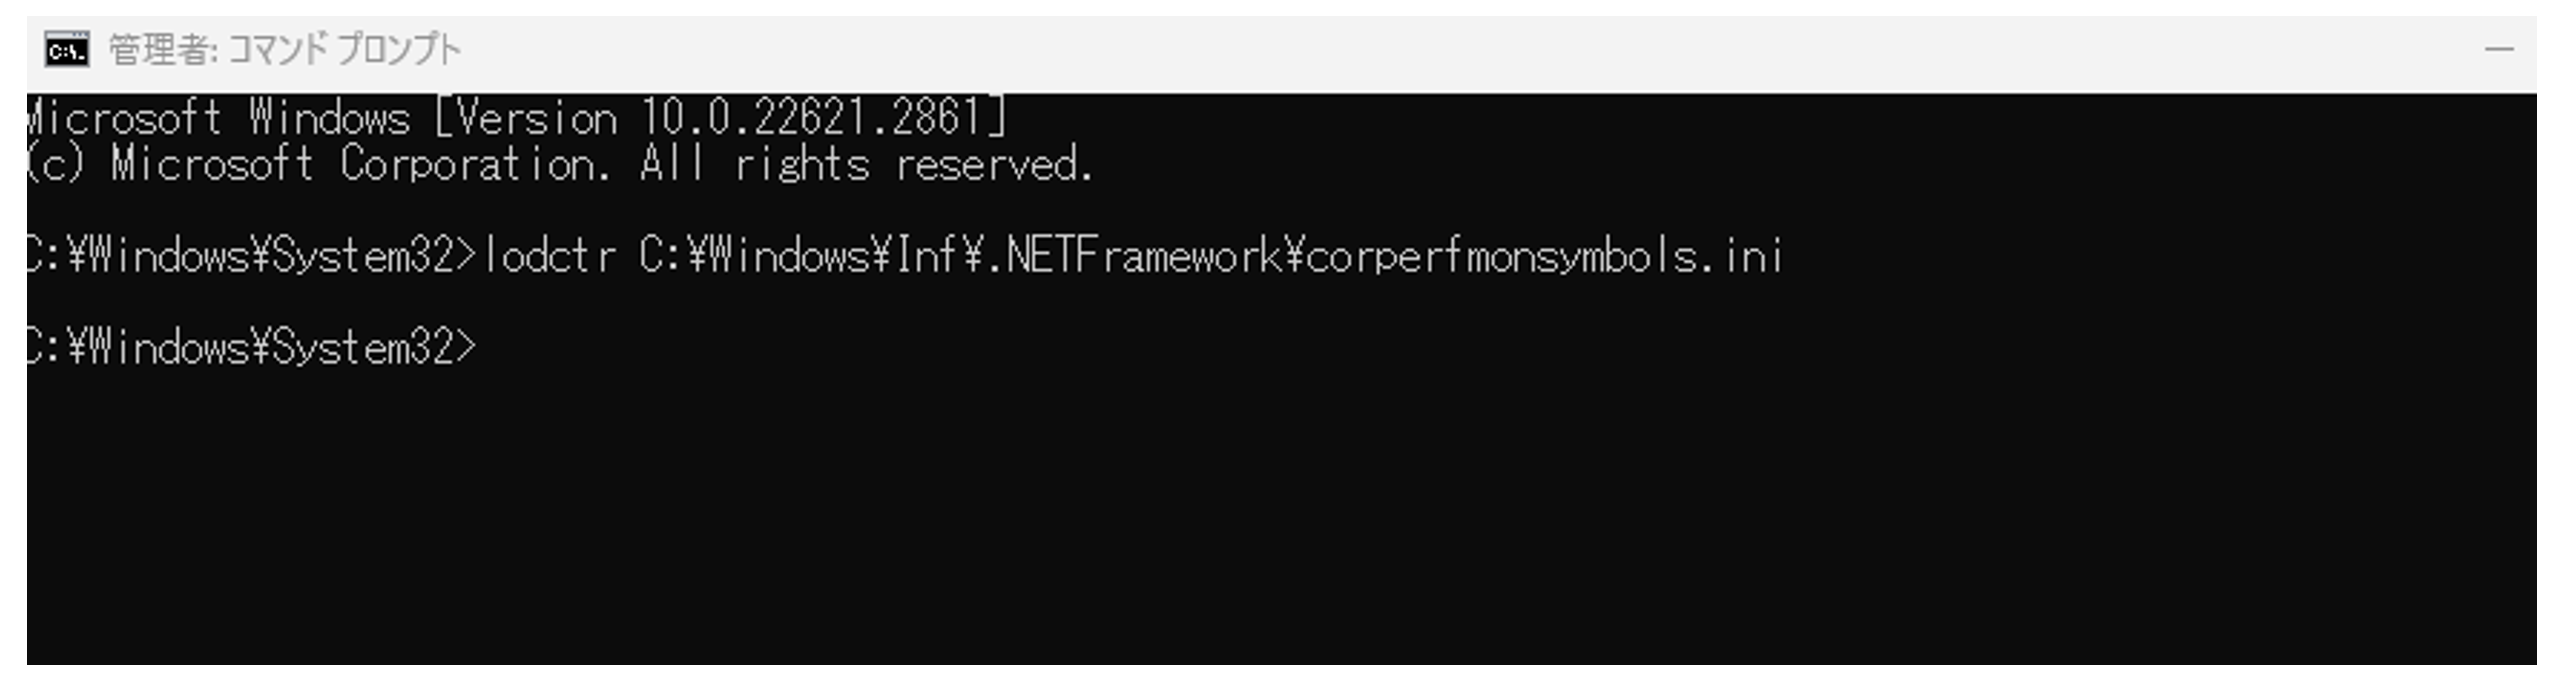 管理者: コマンド プロンプト
Microsoft Windows [Version 10.0.22621.2861]
(c) Microsoft Corporation. All rights reserved.
C:¥Windows¥System32>lodctr C:¥Windows¥Inf¥.NETFramework¥corperfmonsymbols.ini
C:¥Windows¥System32>